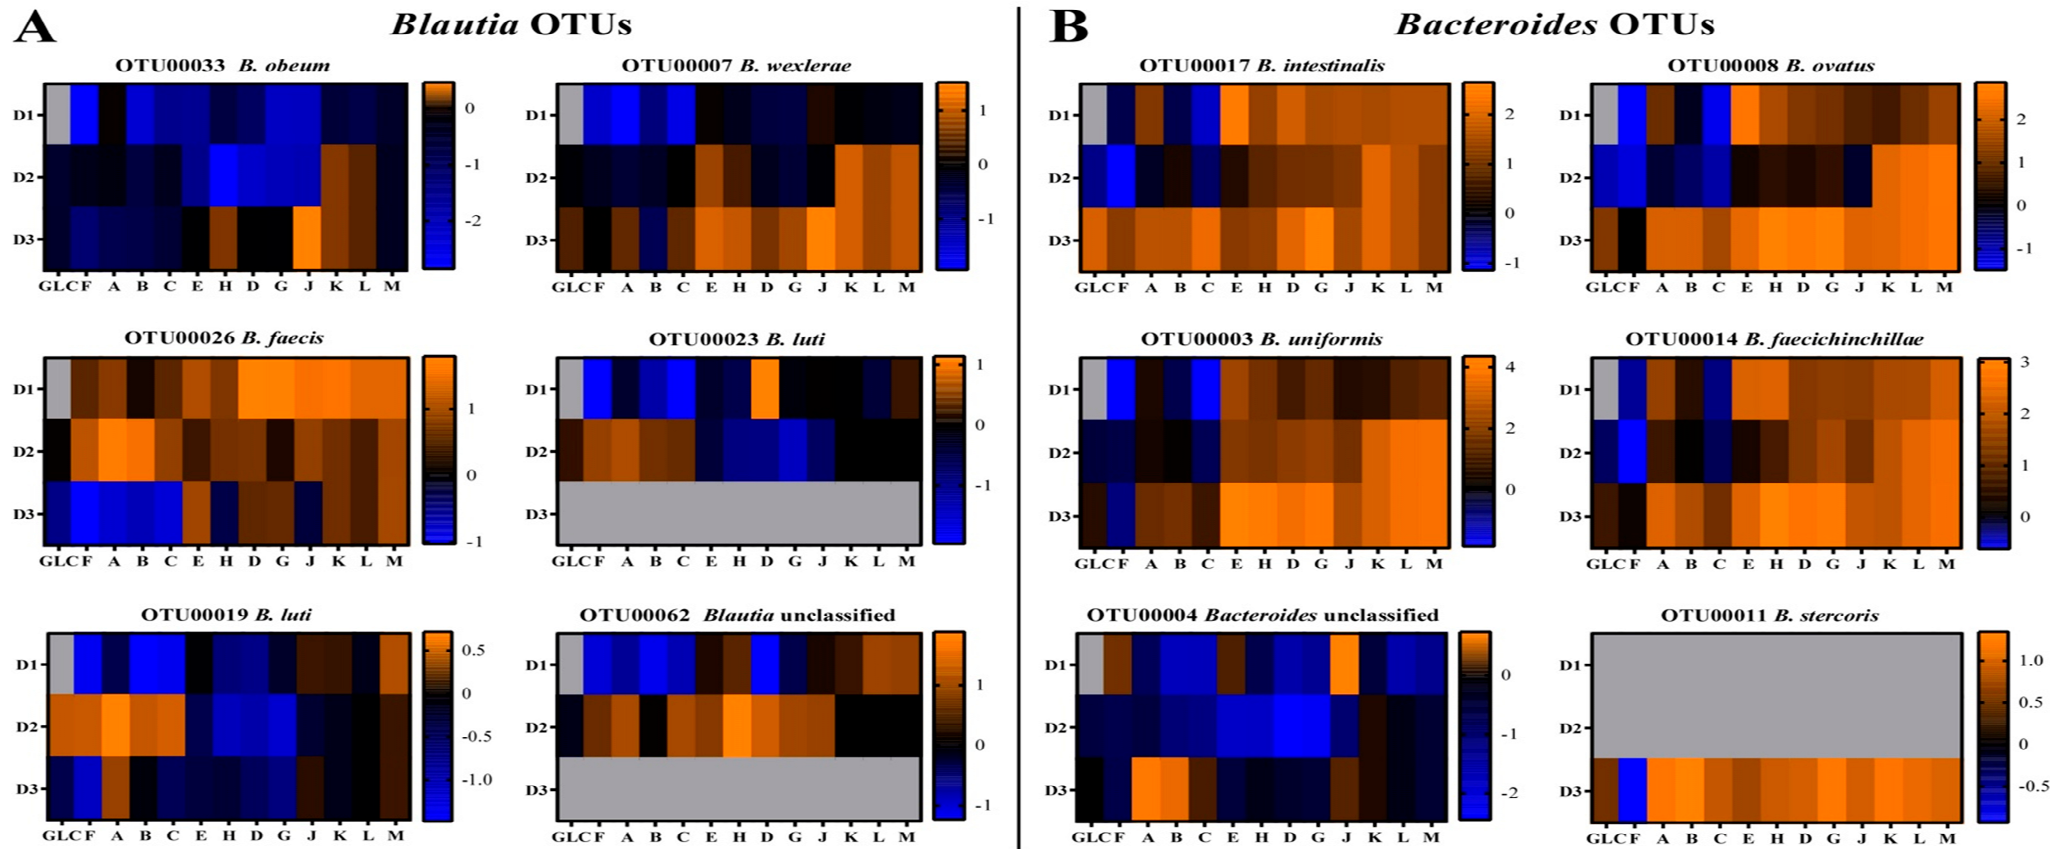 A Blautia OTUs
B Bacteroides OTUs
OTU00033 B. obeum
D1
D2
D3
GLC F A B C E H D G J K L M
0
-1
-2
OTU00007 B. wexlerae
D1
D2
D3
GLC F A B C E H D G J K L M
1
0
-1
OTU00017 B. intestinalis
D1
D2
D3
GLC F A B C E H D G J K L M
2
1
0
-1
OTU00008 B. ovatus
D1
D2
D3
GLC F A B C E H D G J K L M
2
1
0
-1
OTU00026 B. faecis
D1
D2
D3
GLC F A B C E H D G J K L M
1
0
-1
OTU00023 B. luti
D1
D2
D3
GLC F A B C E H D G J K L M
1
0
-1
OTU00003 B. uniformis
D1
D2
D3
GLC F A B C E H D G J K L M
4
2
0
OTU00014 B. faecichinchillae
D1
D2
D3
GLC F A B C E H D G J K L M
3
2
1
0
OTU00019 B. luti
D1
D2
D3
GLC F A B C E H D G J K L M
0.5
0
-0.5
-1.0
OTU00062 Blautia unclassified
D1
D2
D3
GLC F A B C E H D G J K L M
1
0
-1
OTU00004 Bacteroides unclassified
D1
D2
D3
GLC F A B C E H D G J K L M
0
-1
-2
OTU00011 B. stercoris
D1
D2
D3
GLC F A B C E H D G J K L M
1.0
0.5
0
-0.5